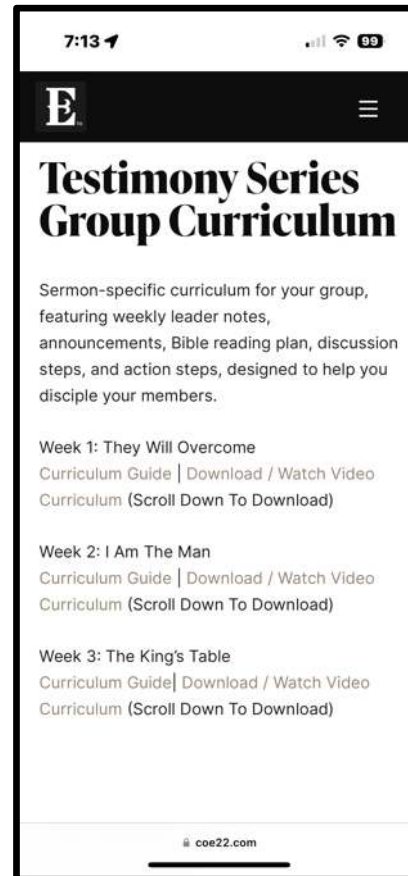 7:13
99
E
Testimony Series
Group Curriculum
Sermon-specific curriculum for your group,
featuring weekly leader notes,
announcements, Bible reading plan, discussion
steps, and action steps, designed to help you
disciple your members.
Week 1: They Will Overcome
Curriculum Guide | Download / Watch Video
Curriculum (Scroll Down To Download)
Week 2: I Am The Man
Curriculum Guide | Download / Watch Video
Curriculum (Scroll Down To Download)
Week 3: The King’s Table
Curriculum Guide| Download / Watch Video
Curriculum (Scroll Down To Download)
coe22.com